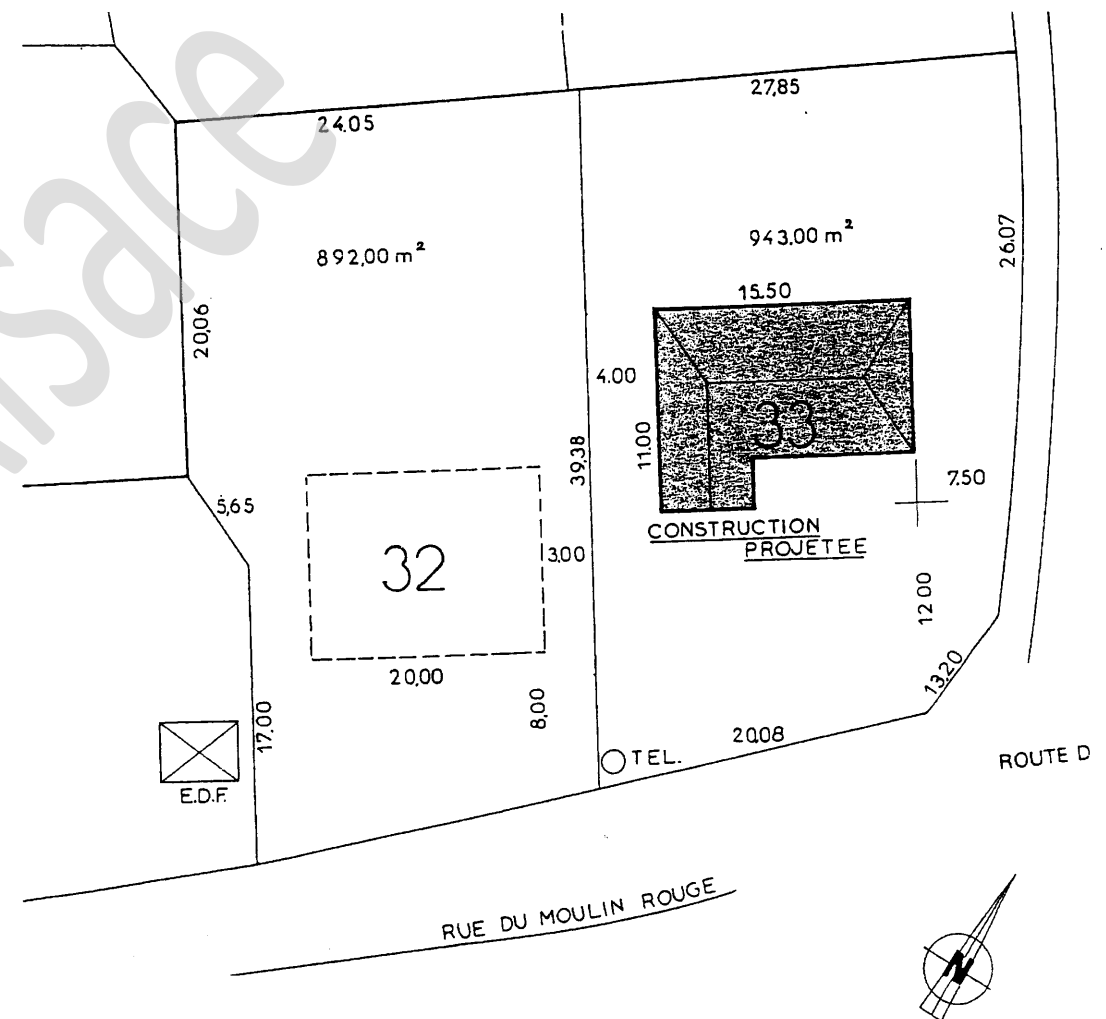 27,85
24.05
943.00 m²
892,00 m²
26.07
15.50
20,06
4.00
33
11.00
39,38
7.50
5,65
CONSTRUCTION
PROJETEE
32
3,00
12 00
20,00
13.20
8,00
17.00
20.08
TEL.
ROUTE D
E.D.F.
RUE DU MOULIN ROUGE
N
sace